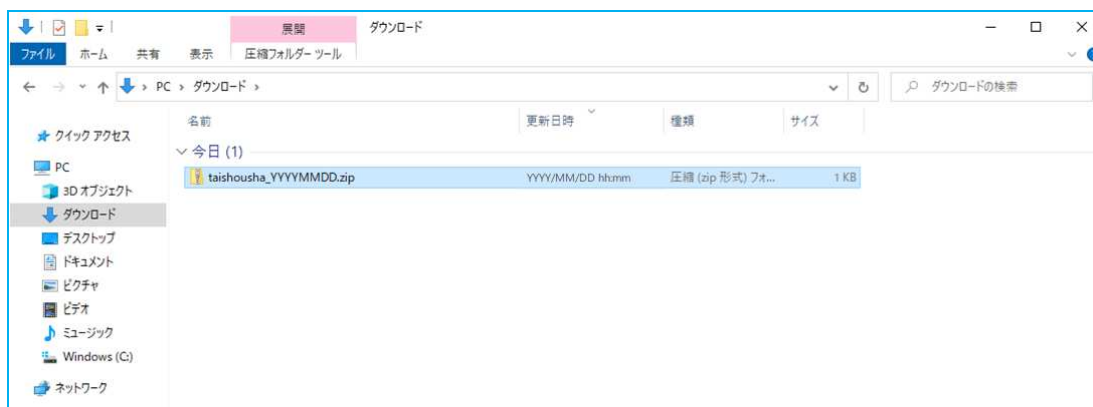 展開
ダウンロード
ファイル ホーム 共有 表示 圧縮フォルダー ツール
PC › ダウンロード ›
ダウンロードの検索
名前 更新日時 種類 サイズ
今日 (1)
taishousha_YYYYMMDD.zip YYYY/MM/DD hh:mm 圧縮 (zip 形式) フォ... 1 KB
クイック アクセス
PC
3D オブジェクト
ダウンロード
デスクトップ
ドキュメント
ピクチャ
ビデオ
ミュージック
Windows (C:)
ネットワーク